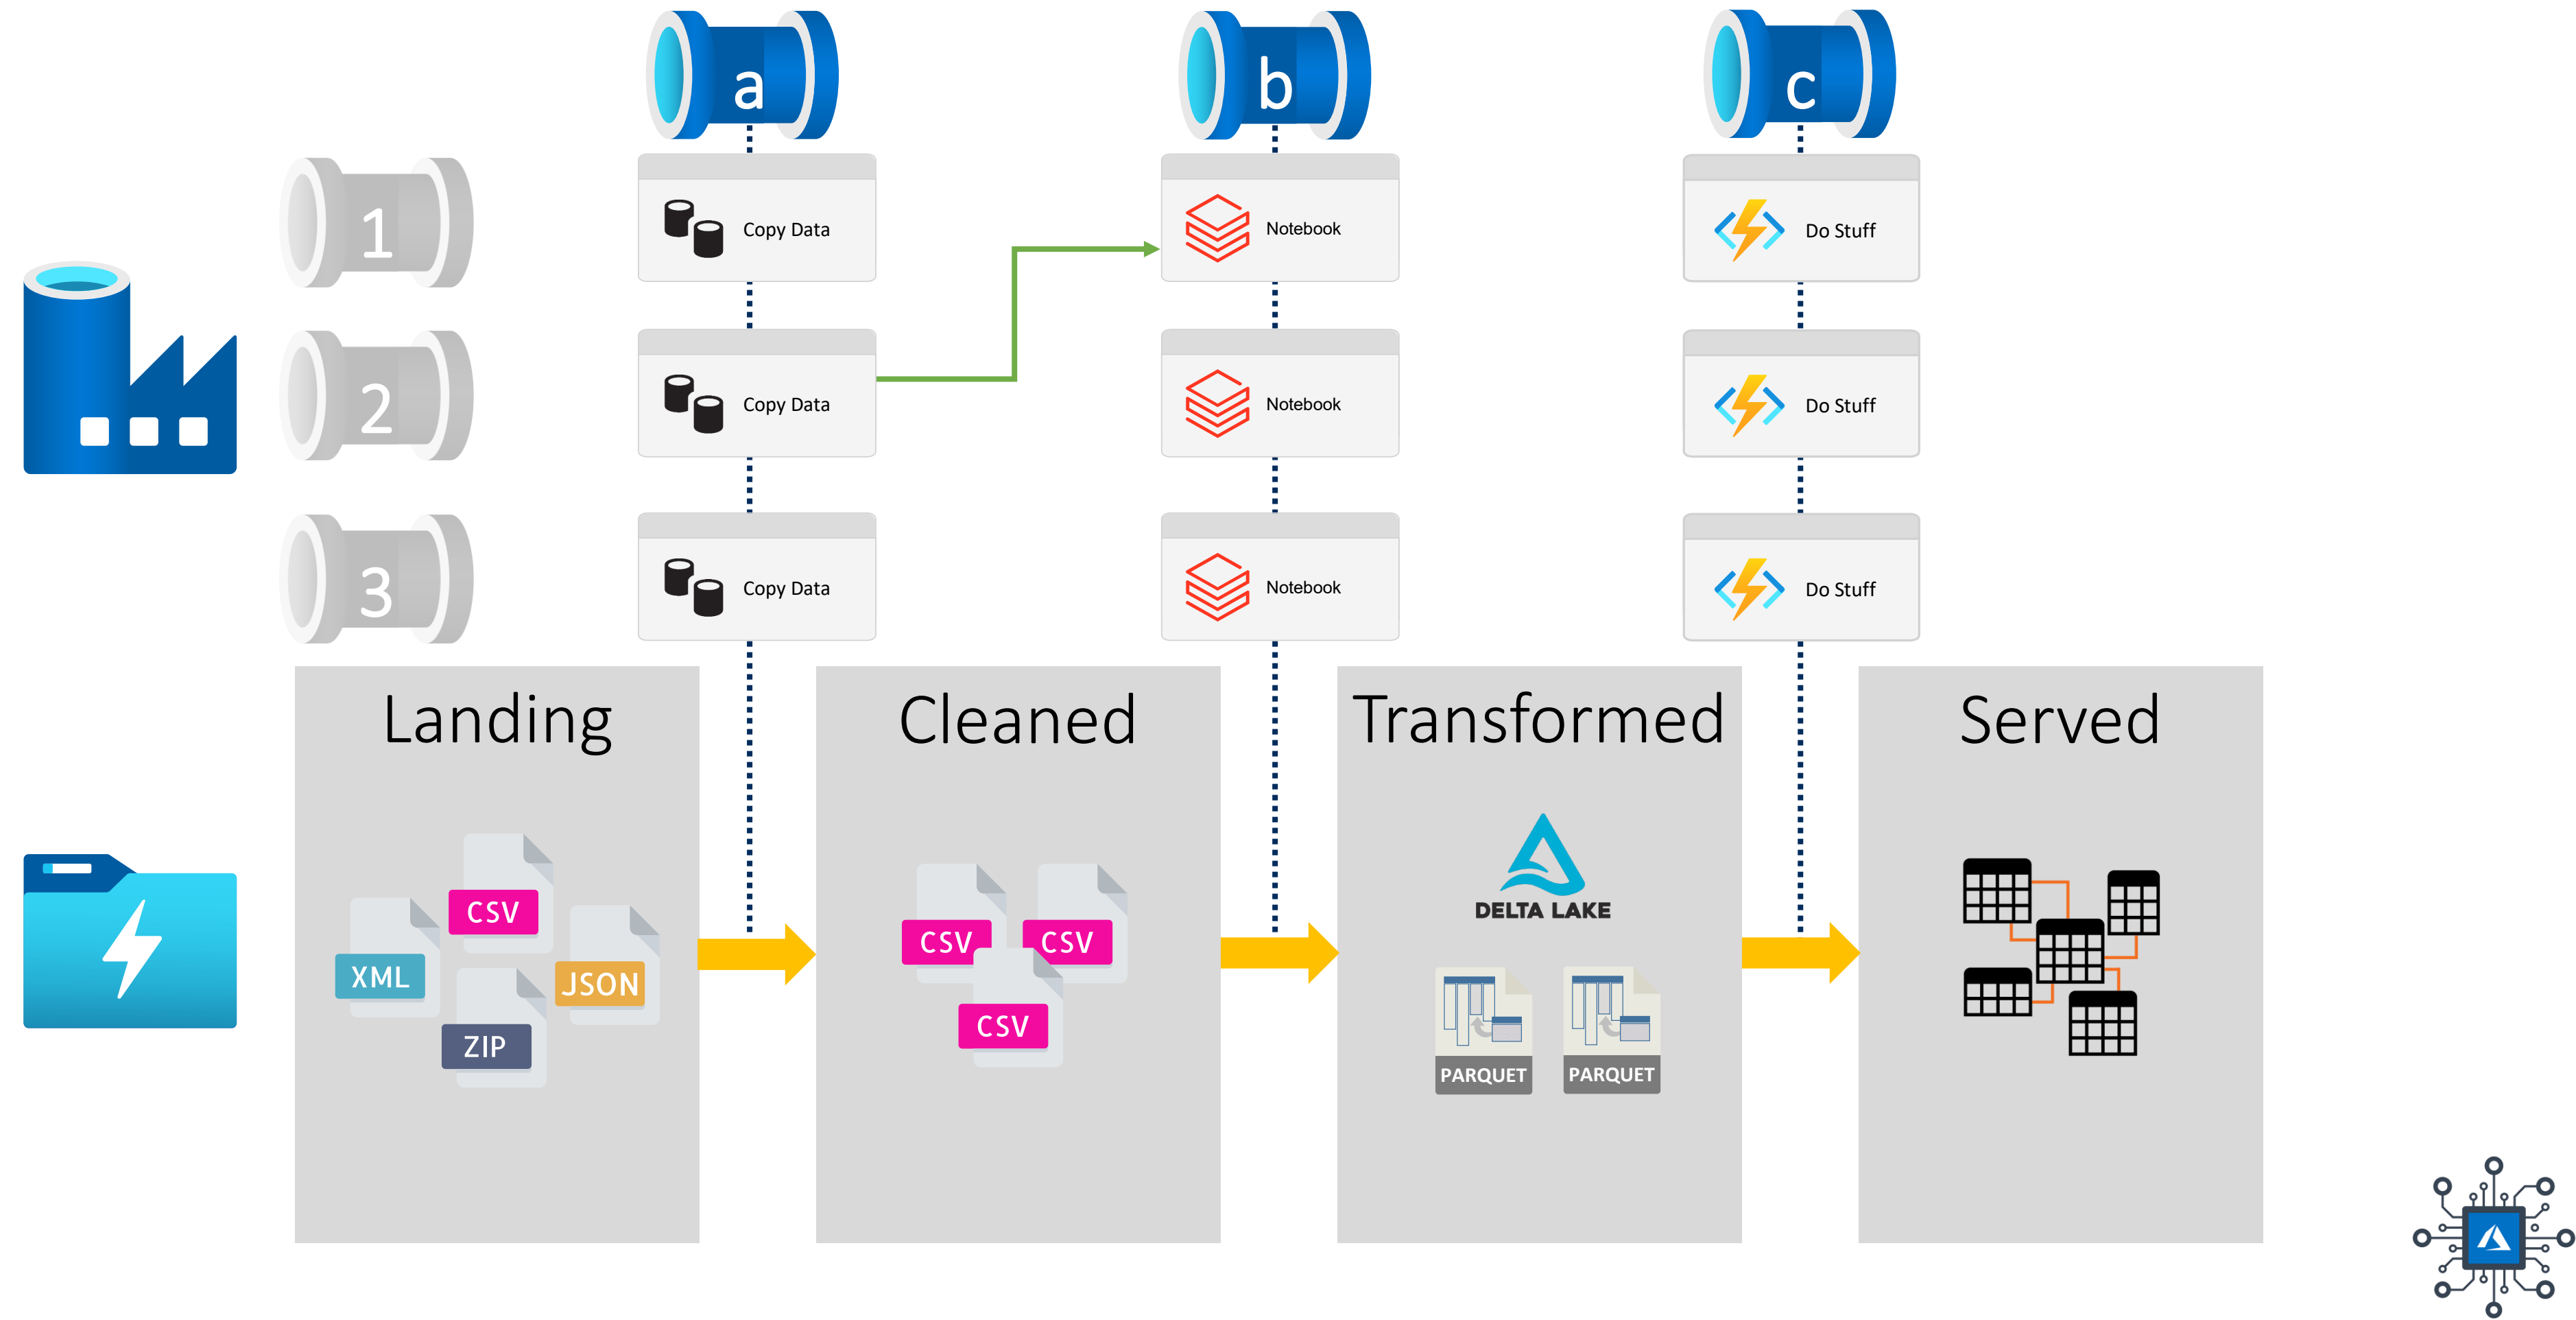 a
b
c
1
Copy Data
Notebook
Do Stuff
2
Copy Data
Notebook
Do Stuff
3
Copy Data
Notebook
Do Stuff
Landing
Cleaned
Transformed
Served
CSV
XML
JSON
ZIP
CSV
CSV
CSV
DELTA LAKE
PARQUET
PARQUET